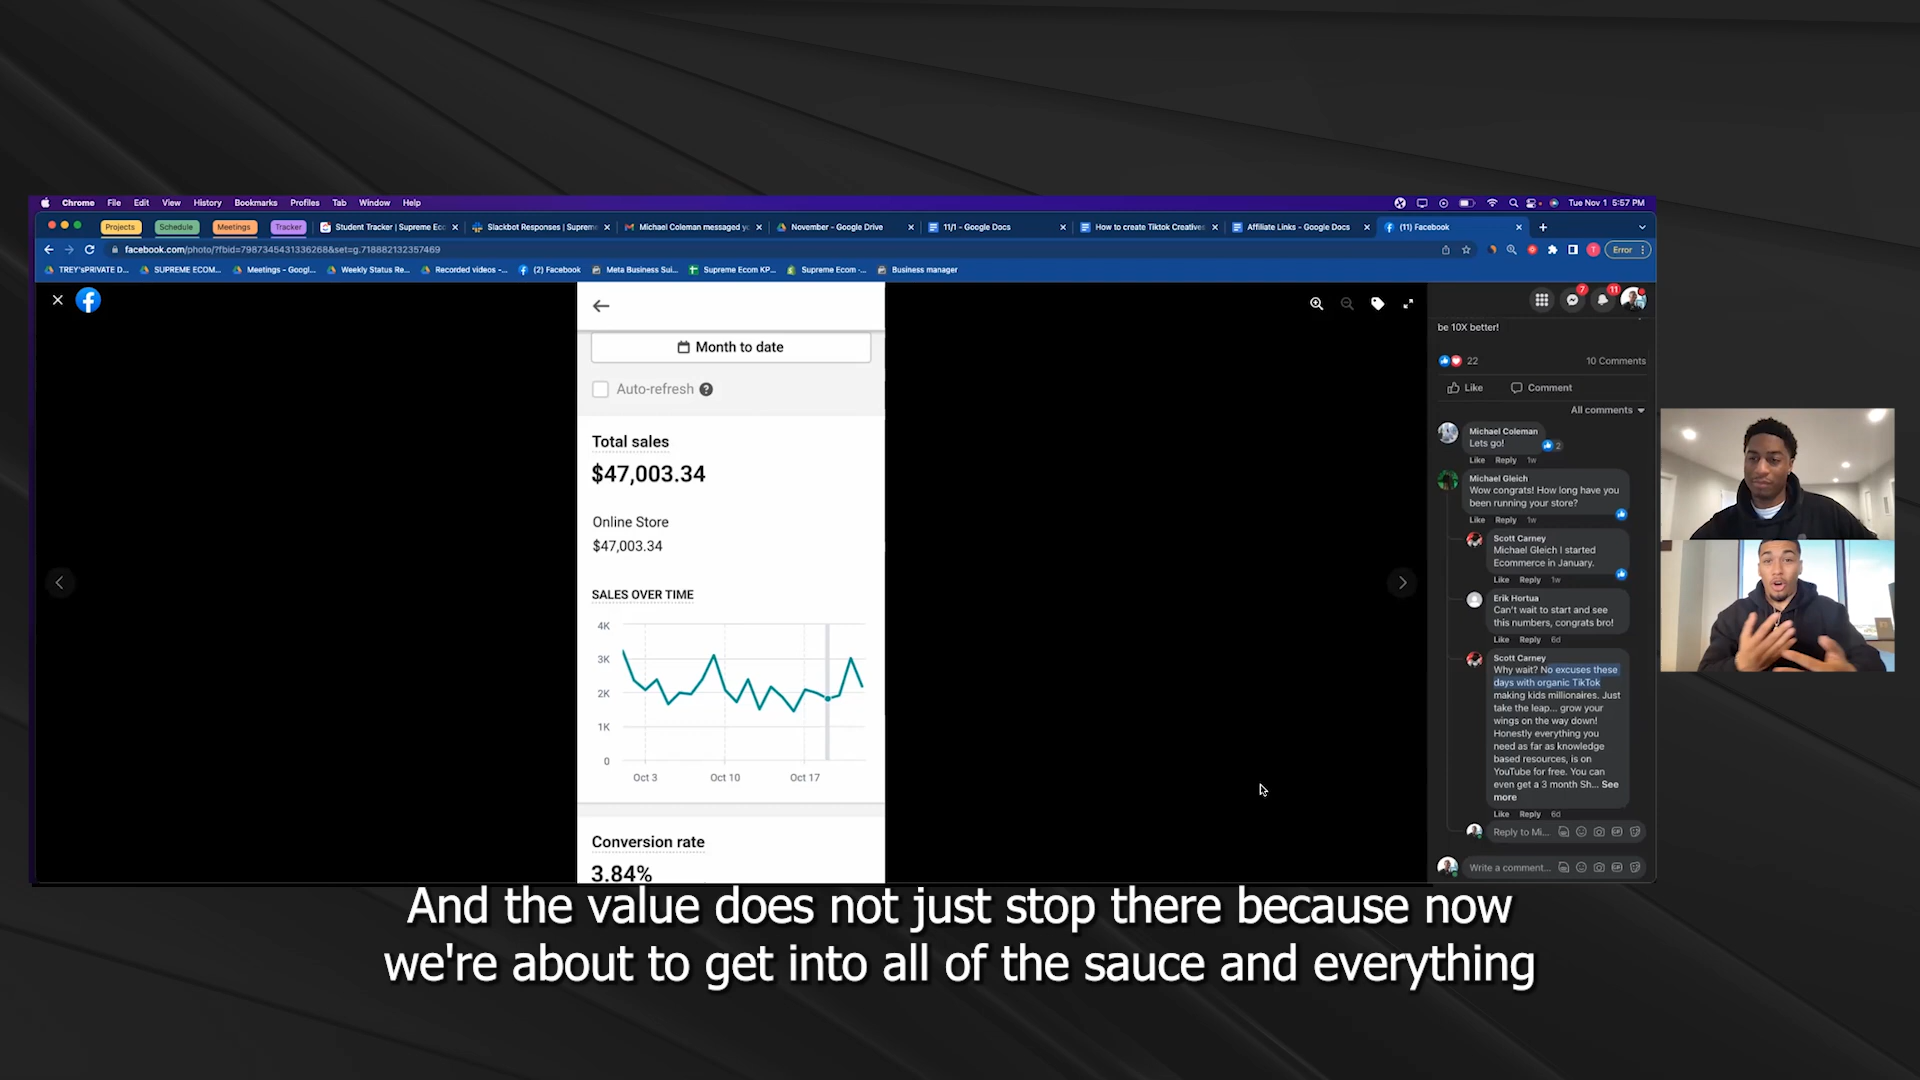 Chrome File Edit View History Bookmarks Profiles Tab Window Help
Tue Nov 1 5:57 PM
Projects Schedule Meetings Tracker Student Tracker | Supreme Ec Slackbot Responses | Suprem Michael Coleman messaged y November - Google Drive 11/1 - Google Docs How to create Tiktok Creatives Affiliate Links - Google Docs (11) Facebook
facebook.com/photo/?fbid=798734543133626&set=g.718882132357469
Error
TREY'sPRIVATE D... SUPREME ECOM... Meetings - Googl... Weekly Status Re... Recorded videos -... (2) Facebook Meta Business Sui... Supreme Ecom KP... Supreme Ecom -... Business manager
Month to date
Auto-refresh ?
Total sales
$47,003.34
Online Store
$47,003.34
SALES OVER TIME
4K
3K
2K
1K
0
Oct 3 Oct 10 Oct 17
Conversion rate
3.84%
7 11
be 10X better!
22 10 Comments
Like Comment
All comments
Michael Coleman
Lets go!
2
Like Reply 1w
Michael Gleich
Wow congrats! How long have you
been running your store?
Like Reply 1w
Scott Carney
Michael Gleich I started
Ecommerce in January.
Like Reply 1w
Erik Hortua
Can't wait to start and see
this numbers, congrats bro!
Like Reply 6d
Scott Carney
Why wait? No excuses these
days with organic TikTok
making kids millionaires. Just
take the leap... grow your
wings on the way down!
Honestly everything you
need as far as knowledge
based resources, is on
YouTube for free. You can
even get a 3 month Sh... See
more
Like Reply 6d
Reply to Mi...
Write a comment...
And the value does not just stop there because now
we're about to get into all of the sauce and everything